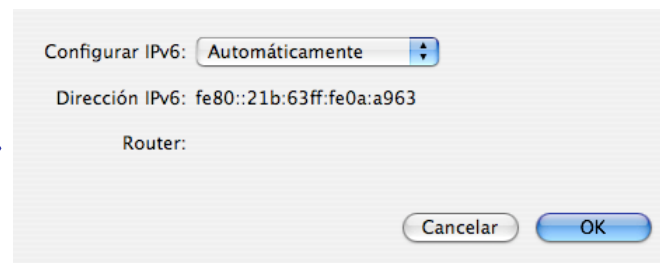 Configurar IPv6: Automáticamente
Dirección IPv6: fe80::21b:63ff:fe0a:a963
Router:
Cancelar OK